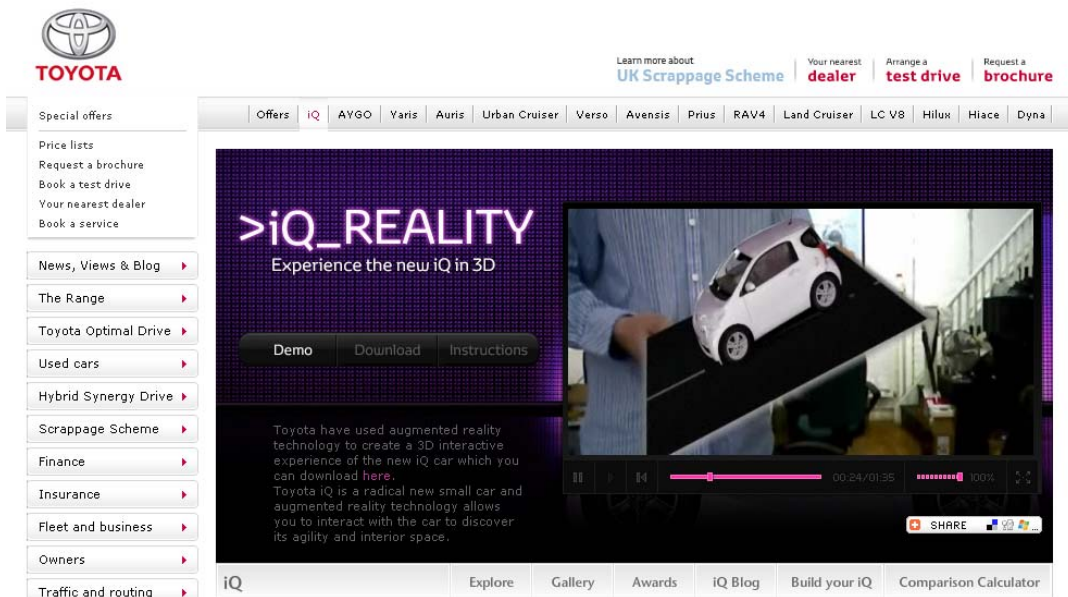 TOYOTA
Learn more about
UK Scrappage Scheme
Your nearest
dealer
Arrange a
test drive
Request a
brochure
Special offers
Price lists
Request a brochure
Book a test drive
Your nearest dealer
Book a service
News, Views & Blog
The Range
Toyota Optimal Drive
Used cars
Hybrid Synergy Drive
Scrappage Scheme
Finance
Insurance
Fleet and business
Owners
Traffic and routing
Offers iQ AYGO Yaris Auris Urban Cruiser Verso Avensis Prius RAV4 Land Cruiser LC V8 Hilux Hiace Dyna
>iQ_REALITY
Experience the new iQ in 3D
Demo Download Instructions
Toyota have used augmented reality
technology to create a 3D interactive
experience of the new iQ car which you
can download here.
Toyota iQ is a radical new small car and
augmented reality technology allows
you to interact with the car to discover
its agility and interior space.
00:24/01:35 100%
SHARE
iQ Explore Gallery Awards iQ Blog Build your iQ Comparison Calculator